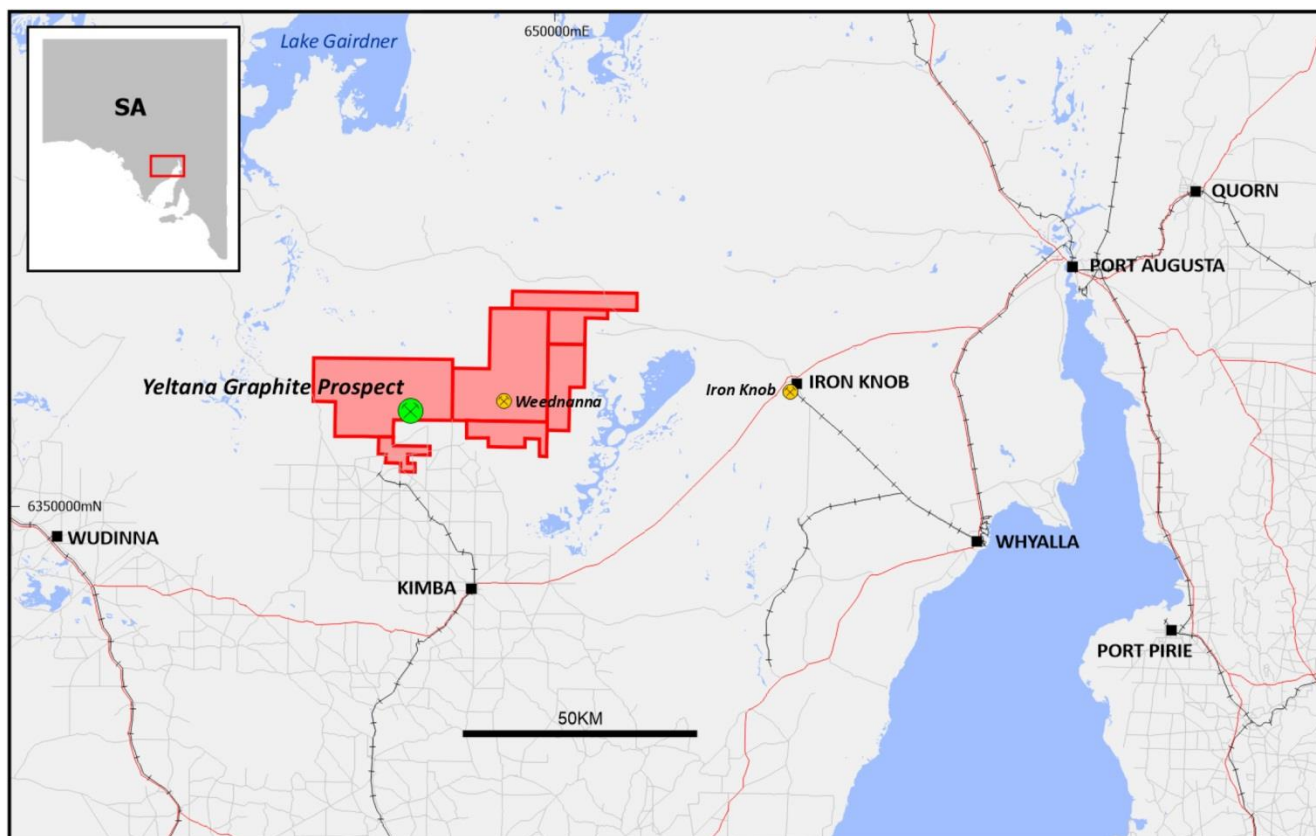 Lake Gairdner
650000mE
SA
QUORN
PORT AUGUSTA
Yeltana Graphite Prospect
Weednanna
Iron Knob
IRON KNOB
6350000mN
WUDINNA
WHYALLA
KIMBA
PORT PIRIE
50KM